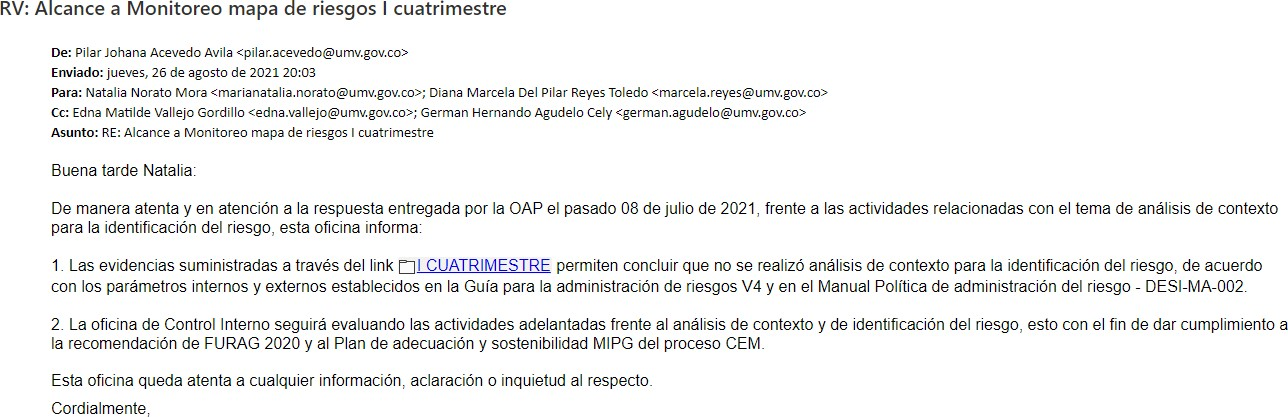 RV: Alcance a Monitoreo mapa de riesgos I cuatrimestre
De: Pilar Johana Acevedo Avila <pilar.acevedo@umv.gov.co>
Enviado: jueves, 26 de agosto de 2021 20:03
Para: Natalia Norato Mora <marianatalia.norato@umv.gov.co>; Diana Marcela Del Pilar Reyes Toledo <marcela.reyes@umv.gov.co>
Cc: Edna Matilde Vallejo Gordillo <edna.vallejo@umv.gov.co>; German Hernando Agudelo Cely <german.agudelo@umv.gov.co>
Asunto: RE: Alcance a Monitoreo mapa de riesgos I cuatrimestre
Buena tarde Natalia:
De manera atenta y en atención a la respuesta entregada por la OAP el pasado 08 de julio de 2021, frente a las actividades relacionadas con el tema de análisis de contexto
para la identificación del riesgo, esta oficina informa:
1. Las evidencias suministradas a través del link I CUATRIMESTRE permiten concluir que no se realizó análisis de contexto para la identificación del riesgo, de acuerdo
con los parámetros internos y externos establecidos en la Guía para la administración de riesgos V4 y en el Manual Política de administración del riesgo - DESI-MA-002.
2. La oficina de Control Interno seguirá evaluando las actividades adelantadas frente al análisis de contexto y de identificación del riesgo, esto con el fin de dar cumplimiento a
la recomendación de FURAG 2020 y al Plan de adecuación y sostenibilidad MIPG del proceso CEM.
Esta oficina queda atenta a cualquier información, aclaración o inquietud al respecto.
Cordialmente,